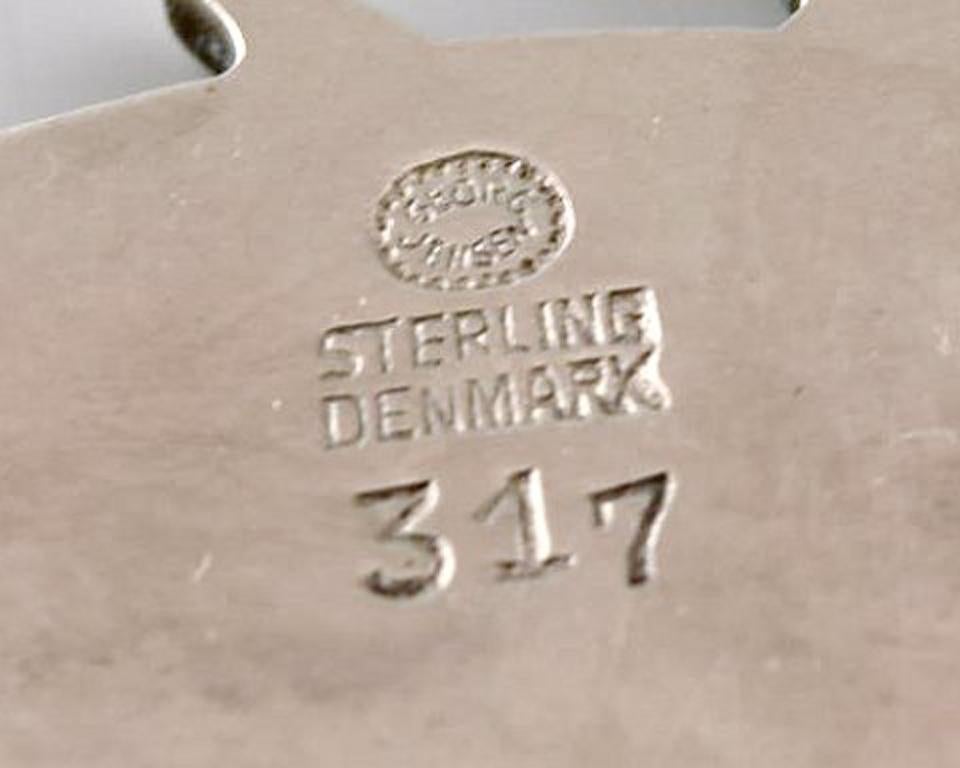 GEORG
JENSEN
STERLING
DENMARK
317